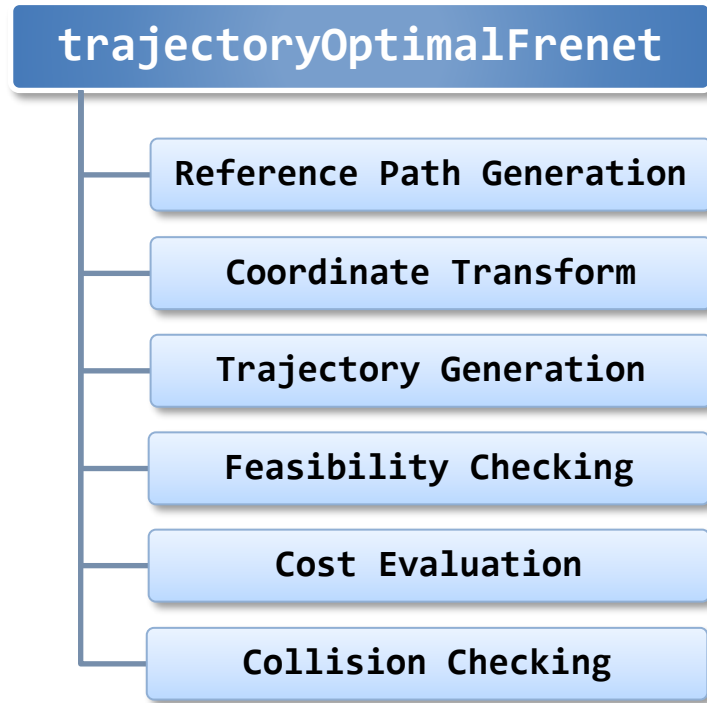 trajectoryOptimalFrenet
Reference Path Generation
Coordinate Transform
Trajectory Generation
Feasibility Checking
Cost Evaluation
Collision Checking